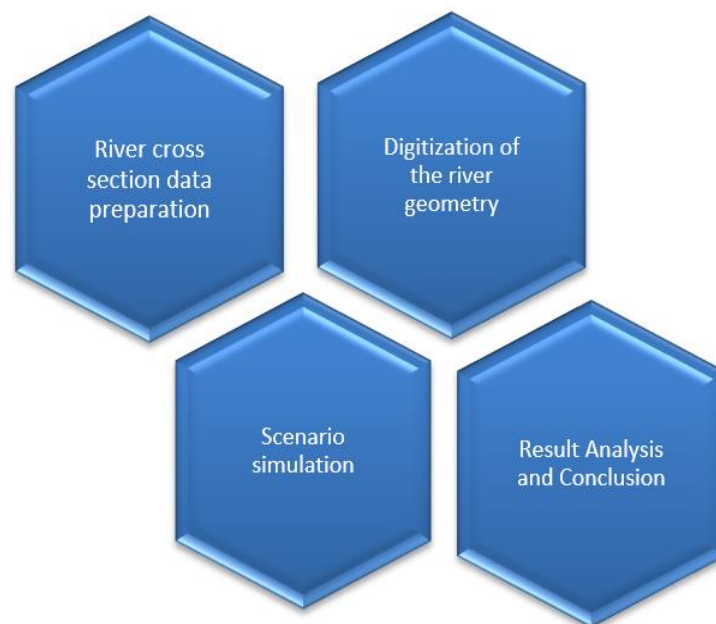 River cross
section data
preparation
Digitization of
the river
geometry
Scenario
simulation
Result Analysis
and Conclusion